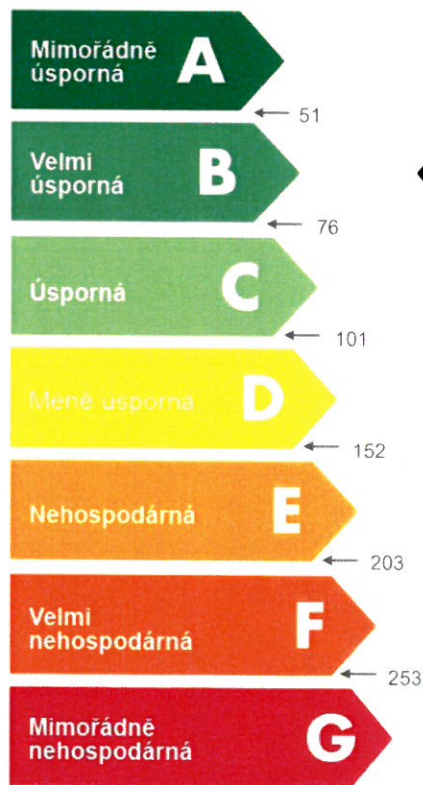 Mimořádně
úsporná
A
51
Velmi
úsporná
B
76
Úsporná
C
101
Méně úsporná
D
152
Nehospodárná
E
203
Velmi
nehospodárná
F
253
Mimořádně
nehospodárná
G